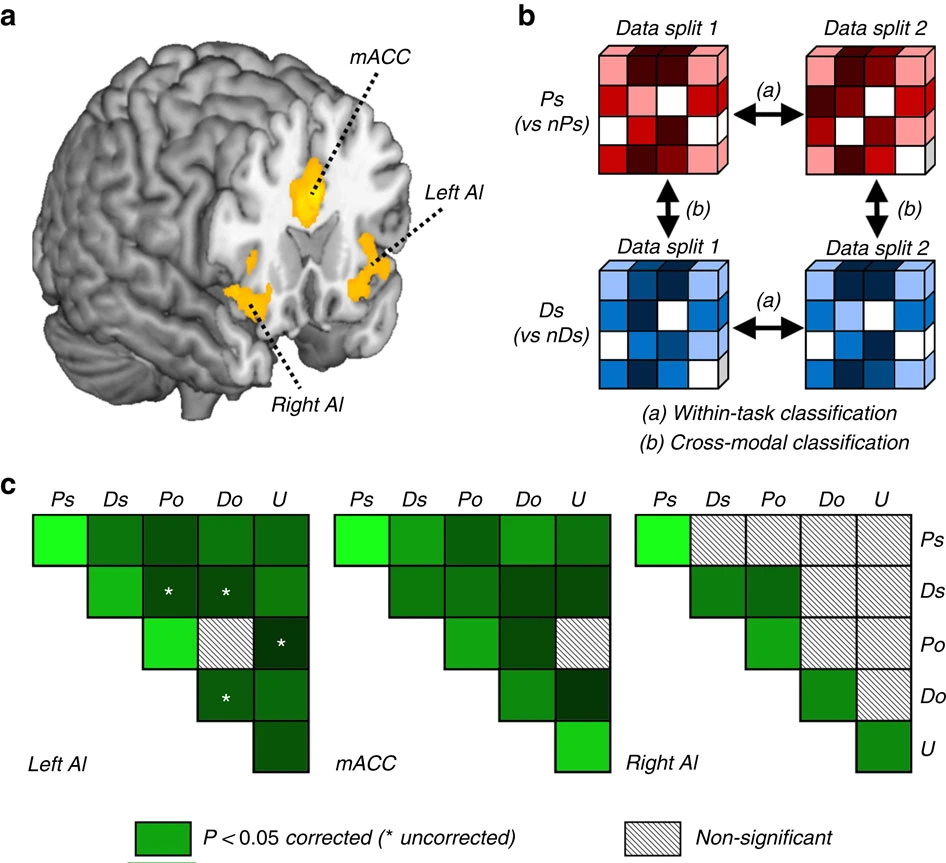 a
mACC
Left AI
Right AI
b
Data split 1
Data split 2
Ps
(vs nPs)
(a)
(b)
(b)
Data split 1
Data split 2
Ds
(vs nDs)
(a)
(a) Within-task classification
(b) Cross-modal classification
c
Ps Ds Po Do U
Ps Ds Po Do U
Ps Ds Po Do U
Ps
* * Ds
* Po
* Do
U
Left AI
mACC
Right AI
P < 0.05 corrected (* uncorrected)
Non-significant